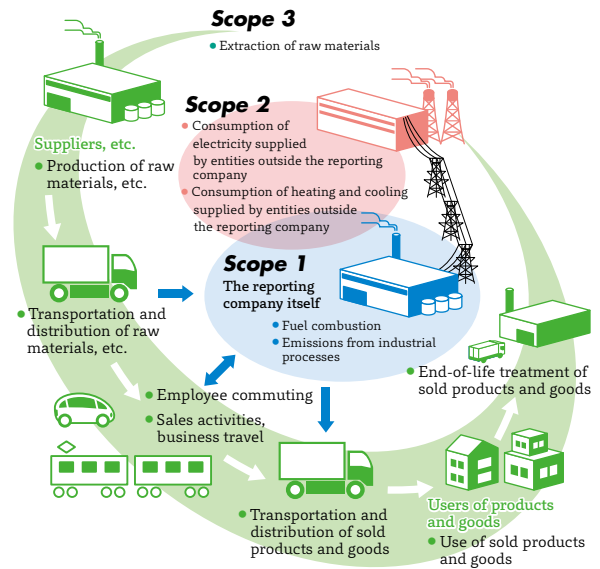 Scope 3
• Extraction of raw materials
Scope 2
• Consumption of
electricity supplied
by entities outside the reporting
company
• Consumption of heating and cooling
supplied by entities outside
the reporting company
Suppliers, etc.
• Production of raw
materials, etc.
Scope 1
The reporting
company itself
• Fuel combustion
• Emissions from industrial
processes
• Transportation and
distribution of raw
materials, etc.
• Employee commuting
• Sales activities,
business travel
• Transportation and
distribution of sold
products and goods
Users of products
and goods
• Use of sold products
and goods
• End-of-life treatment of
sold products and goods